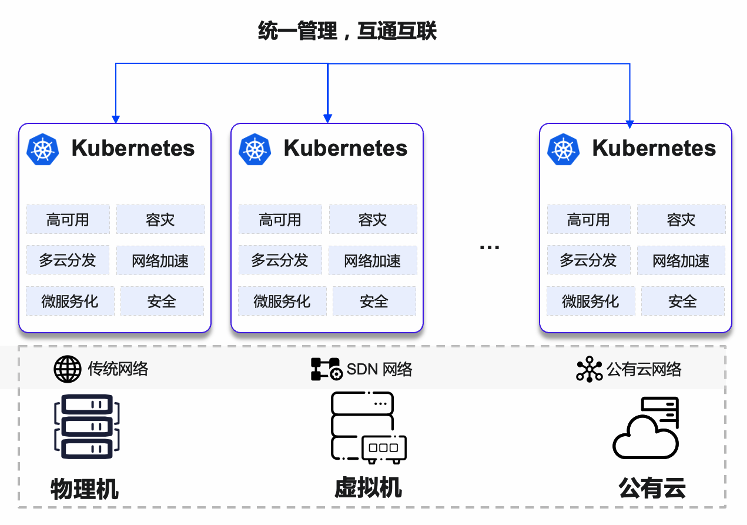 统一管理，互通互联
Kubernetes
高可用 容灾
多云分发 网络加速
微服务化 安全
Kubernetes
高可用 容灾
多云分发 网络加速
微服务化 安全
...
Kubernetes
高可用 容灾
多云分发 网络加速
微服务化 安全
传统网络
SDN 网络
公有云网络
物理机
虚拟机
公有云